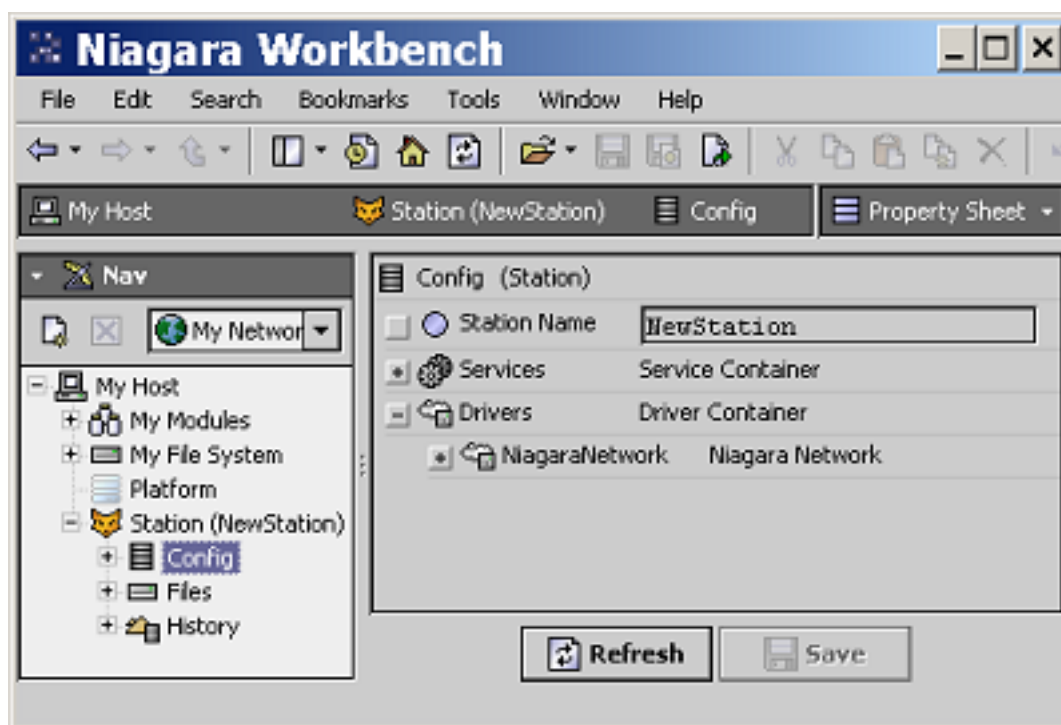 Niagara Workbench
File Edit Search Bookmarks Tools Window Help
My Host Station (NewStation) Config Property Sheet
Nav
My Networ
My Host
My Modules
My File System
Platform
Station (NewStation)
Config
Files
History
Config (Station)
Station Name NewStation
Services Service Container
Drivers Driver Container
NiagaraNetwork Niagara Network
Refresh Save